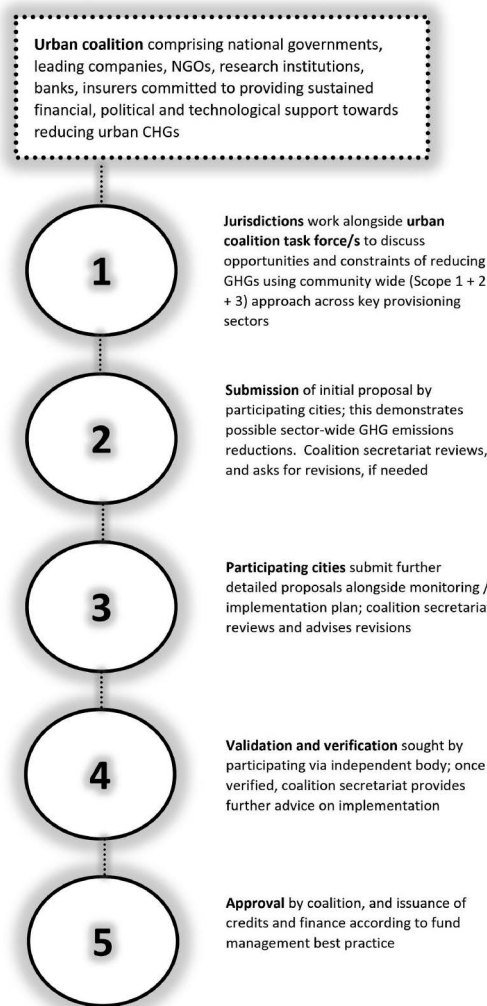 Urban coalition comprising national governments,
leading companies, NGOs, research institutions,
banks, insurers committed to providing sustained
financial, political and technological support towards
reducing urban CHGs
1
Jurisdictions work alongside urban
coalition task force/s to discuss
opportunities and constraints of reducing
GHGs using community wide (Scope 1 + 2
+ 3) approach across key provisioning
sectors
2
Submission of initial proposal by
participating cities; this demonstrates
possible sector-wide GHG emissions
reductions.  Coalition secretariat reviews,
and asks for revisions, if needed
3
Participating cities submit further
detailed proposals alongside monitoring /
implementation plan; coalition secretaria
reviews and advises revisions
4
Validation and verification sought by
participating via independent body; once
verified, coalition secretariat provides
further advice on implementation
5
Approval by coalition, and issuance of
credits and finance according to fund
management best practice